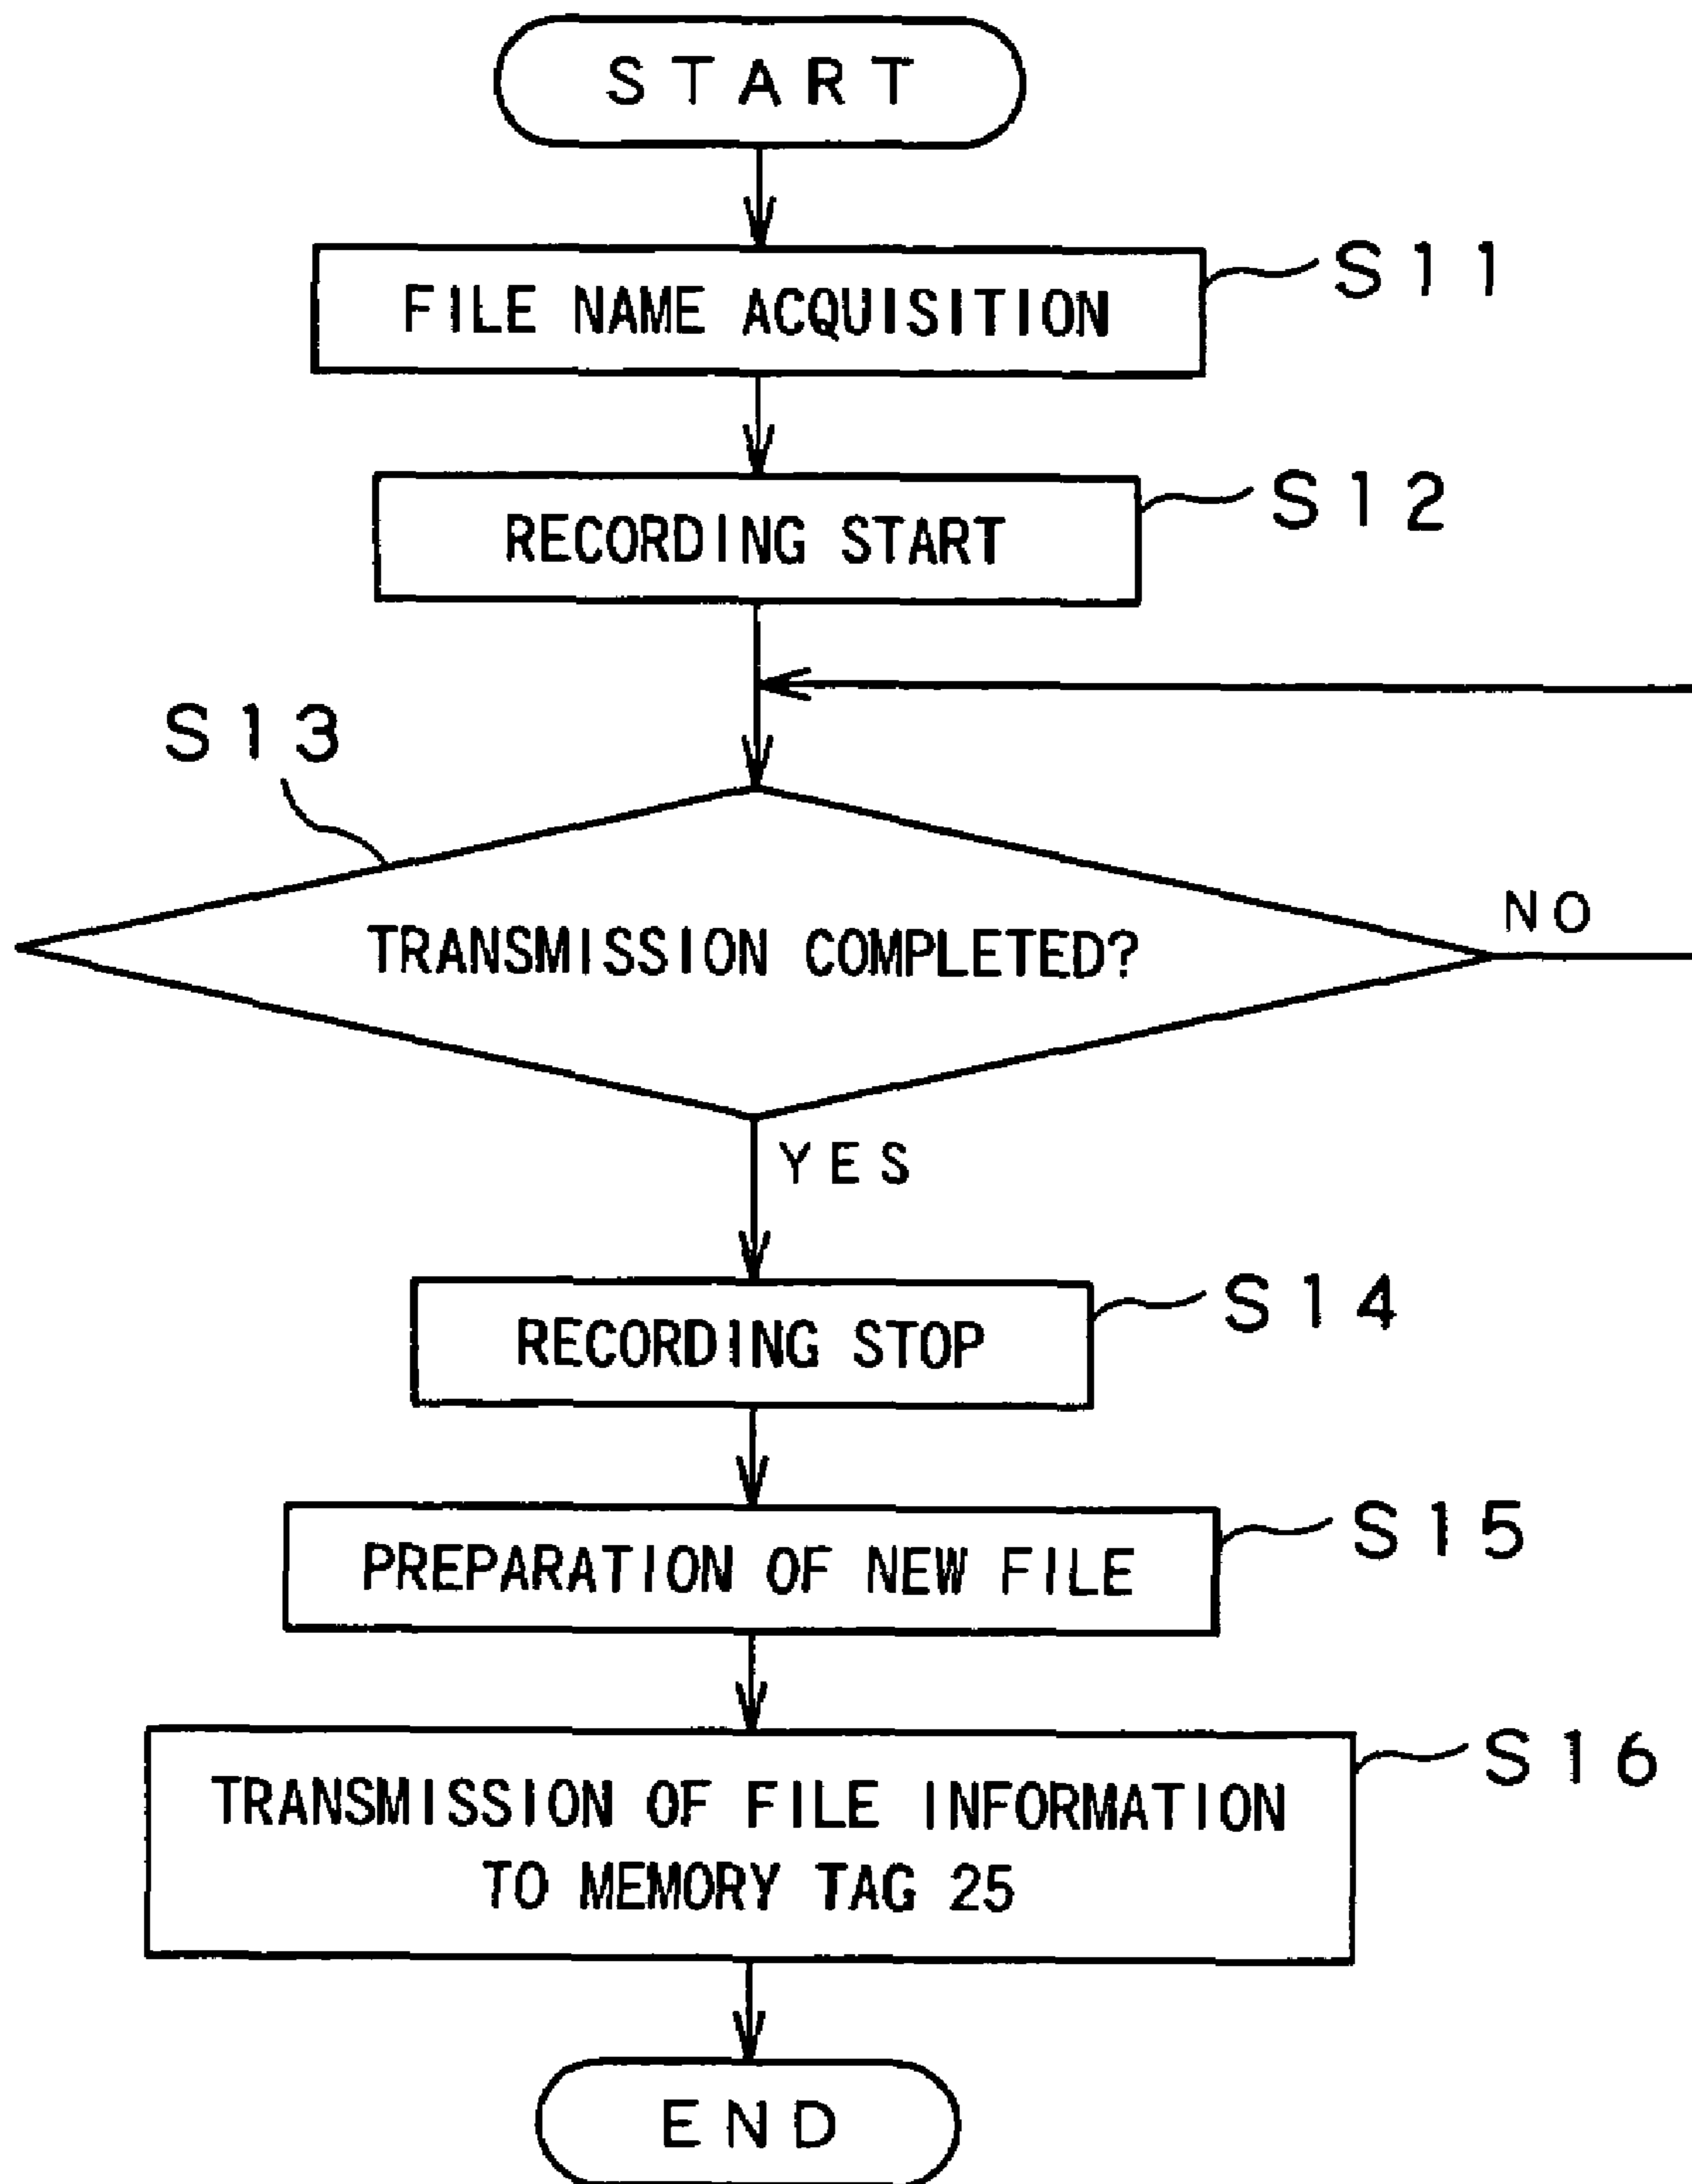 START
FILE NAME ACQUISITION
S11
RECORDING START
S12
S13
TRANSMISSION COMPLETED?
NO
YES
RECORDING STOP
S14
PREPARATION OF NEW FILE
S15
TRANSMISSION OF FILE INFORMATION
TO MEMORY TAG 25
S16
END